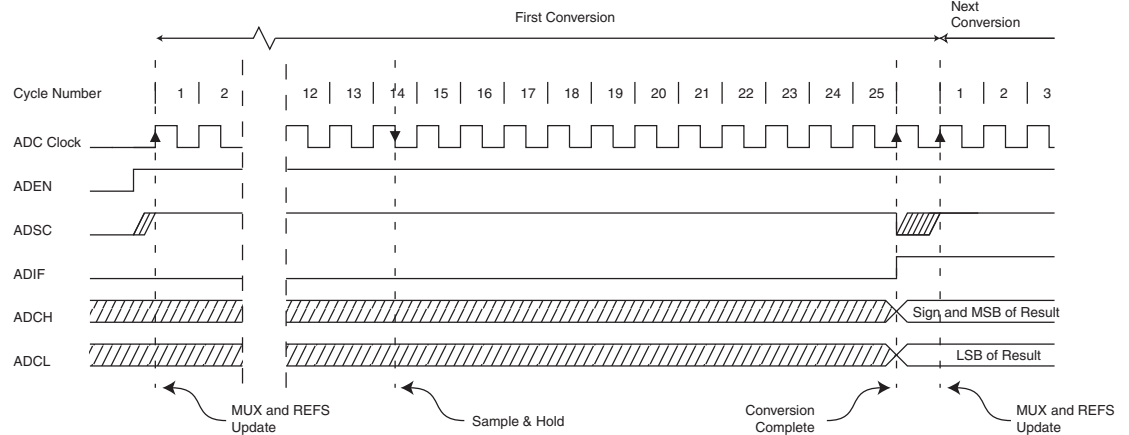 Next
First Conversion
Conversion
Cycle Number 1 2 12 13 14 15 16 17 18 19 20 21 22 23 24 25 1 2 3
ADC Clock
ADEN
ADSC
ADIF
ADCH Sign and MSB of Result
ADCL LSB of Result
MUX and REFS
Update
Sample & Hold
Conversion
Complete
MUX and REFS
Update